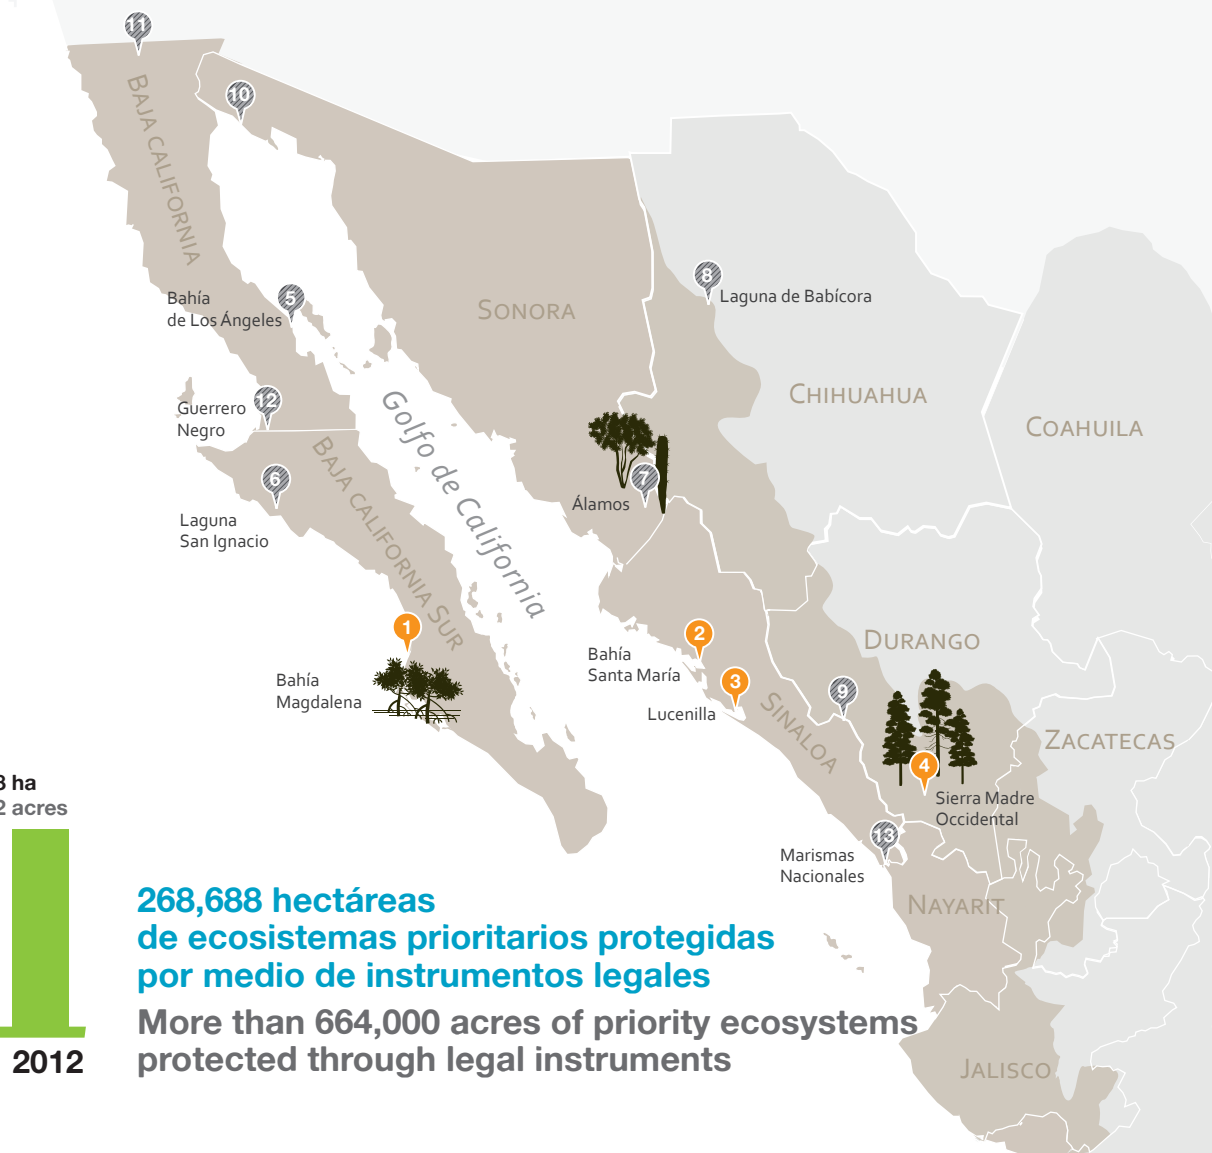 11
10
BAJA CALIFORNIA
8
Laguna de Babícora
5
Bahía
de Los Ángeles
SONORA
CHIHUAHUA
COAHUILA
12
Guerrero
Negro
Golfo de California
6
Laguna
San Ignacio
BAJA CALIFORNIA SUR
7
Álamos
1
Bahía
Magdalena
2
Bahía
Santa María
3
Lucenilla
SINALOA
DURANGO
9
4
Sierra Madre
Occidental
ZACATECAS
13
Marismas
Nacionales
NAYARIT
JALISCO
ha
acres
2012
268,688 hectáreas
de ecosistemas prioritarios protegidas
por medio de instrumentos legales
More than 664,000 acres of priority ecosystems
protected through legal instruments